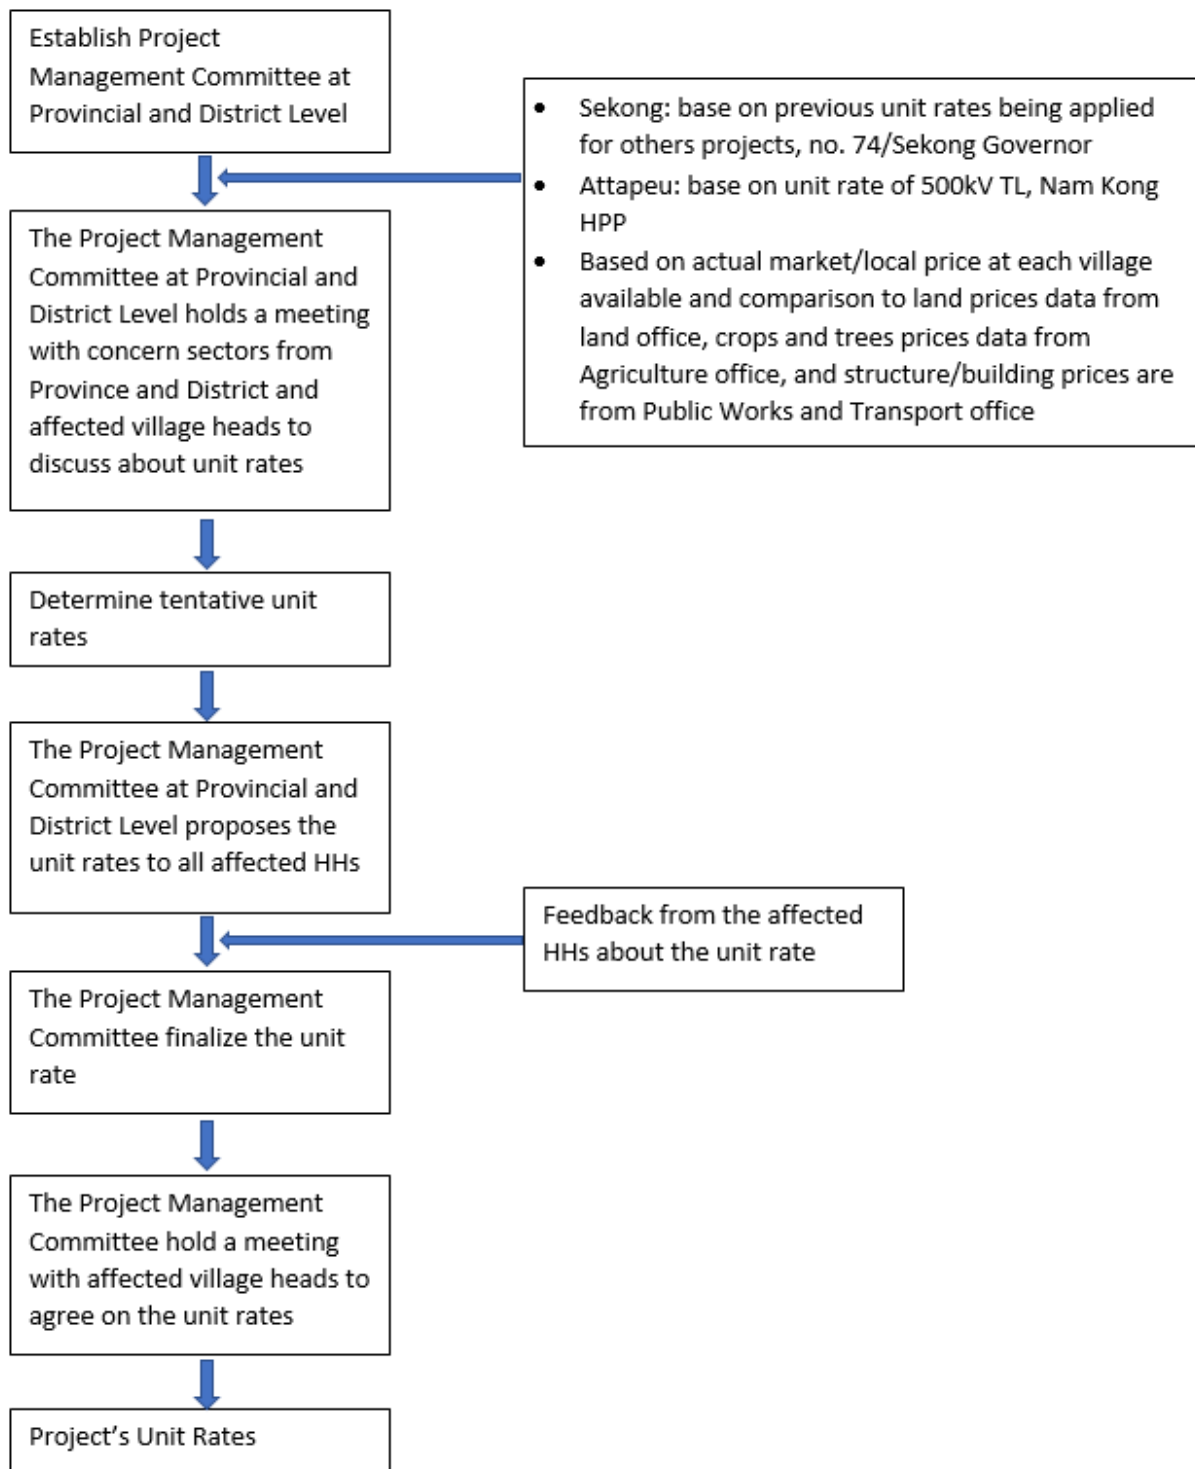 Establish Project
Management Committee at
Provincial and District Level
• Sekong: base on previous unit rates being applied
for others projects, no. 74/Sekong Governor
• Attapeu: base on unit rate of 500kV TL, Nam Kong
HPP
• Based on actual market/local price at each village
available and comparison to land prices data from
land office, crops and trees prices data from
Agriculture office, and structure/building prices are
from Public Works and Transport office
The Project Management
Committee at Provincial and
District Level holds a meeting
with concern sectors from
Province and District and
affected village heads to
discuss about unit rates
Determine tentative unit
rates
The Project Management
Committee at Provincial and
District Level proposes the
unit rates to all affected HHs
Feedback from the affected
HHs about the unit rate
The Project Management
Committee finalize the unit
rate
The Project Management
Committee hold a meeting
with affected village heads to
agree on the unit rates
Project’s Unit Rates